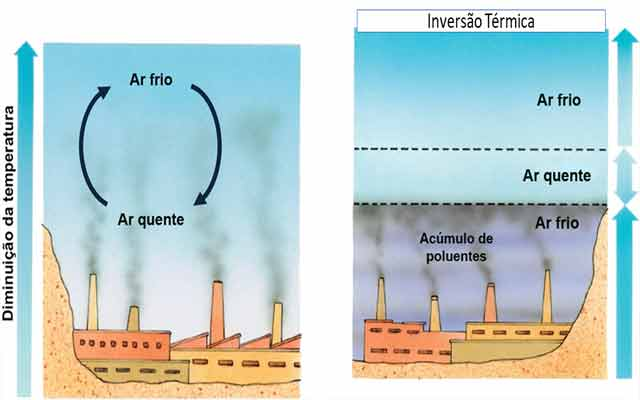 Diminuição da temperatura
Ar frio
Ar quente
Inversão Térmica
Ar frio
Ar quente
Ar frio
Acúmulo de
poluentes